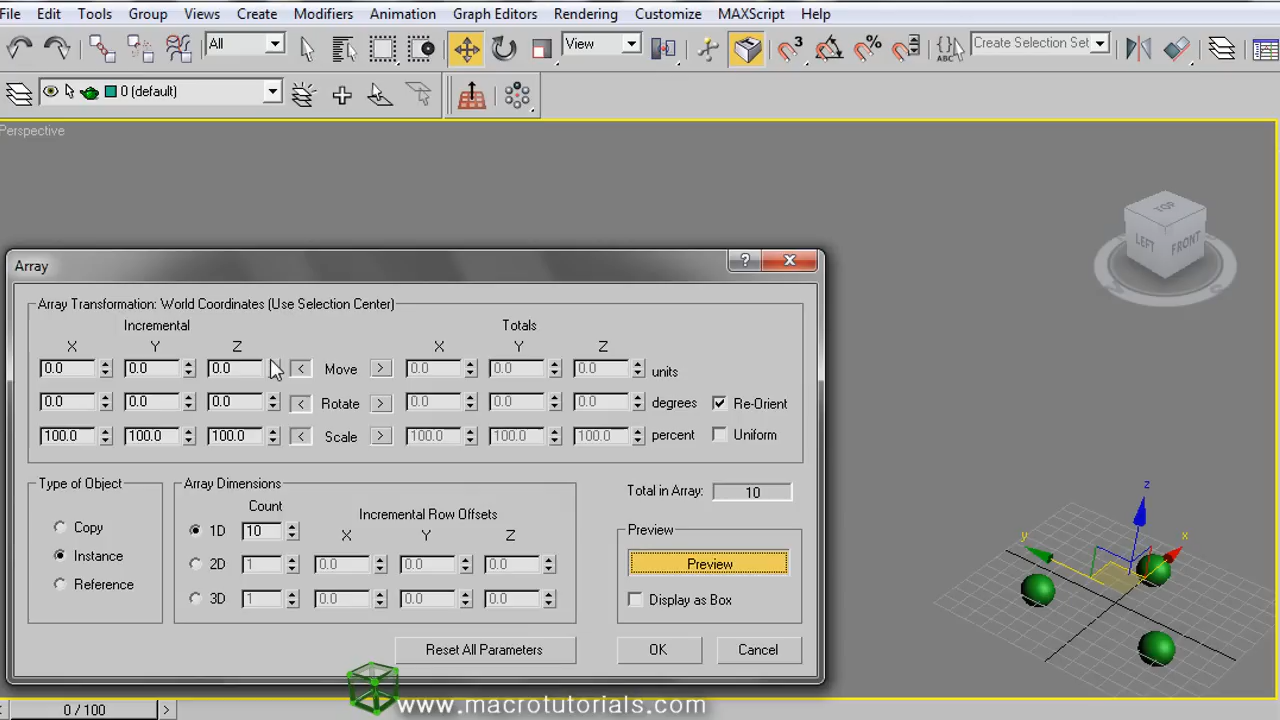 File Edit Tools Group Views Create Modifiers Animation Graph Editors Rendering Customize MAXScript Help
All View 3 % {} ABC Create Selection Set
0 (default)
Perspective
TOP
LEFT FRONT
Array
?
Array Transformation: World Coordinates (Use Selection Center)
Incremental Totals
X Y Z X Y Z
0.0 0.0 0.0 < Move > 0.0 0.0 0.0 units
0.0 0.0 0.0 < Rotate > 0.0 0.0 0.0 degrees Re-Orient
100.0 100.0 100.0 < Scale > 100.0 100.0 100.0 percent Uniform
Type of Object
Copy
Instance
Reference
Array Dimensions
Count
Incremental Row Offsets
X Y Z
1D 10
2D 1 0.0 0.0 0.0
3D 1 0.0 0.0 0.0
Total in Array: 10
Preview
Preview
Display as Box
Reset All Parameters OK Cancel
z
y x
www.macrotutorials.com
0 / 100 >